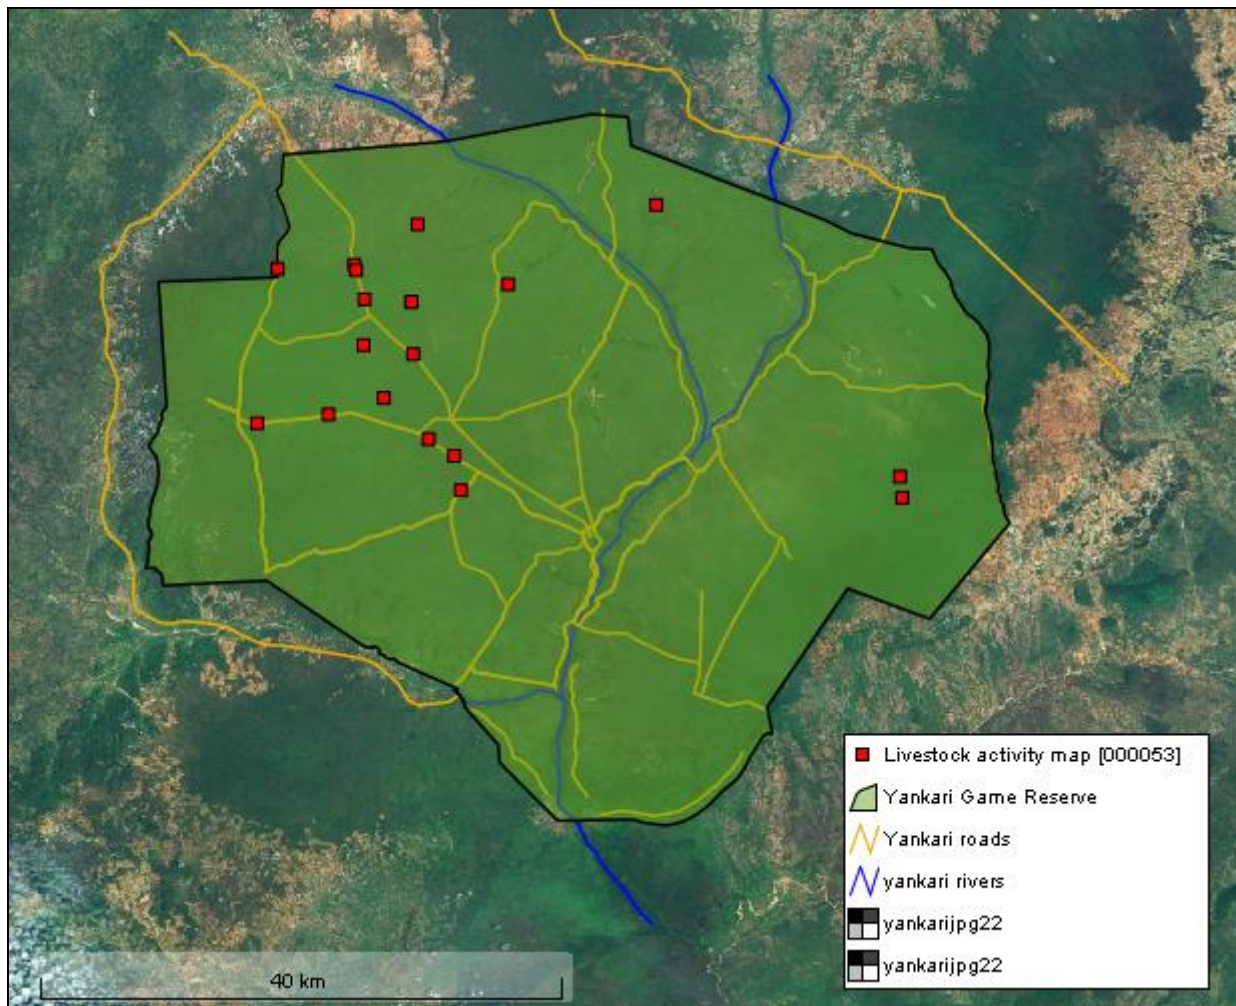 Livestock activity map [000053]
Yankari Game Reserve
Yankari roads
yankari rivers
yankarijpg22
yankarijpg22
40 km